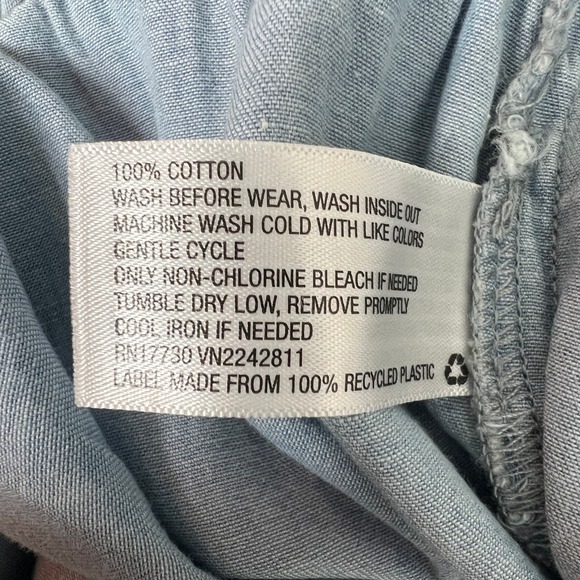 100% COTTON
WASH BEFORE WEAR, WASH INSIDE OUT
MACHINE WASH COLD WITH LIKE COLORS
GENTLE CYCLE
ONLY NON-CHLORINE BLEACH IF NEEDED
TUMBLE DRY LOW, REMOVE PROMPTLY
COOL IRON IF NEEDED
RN17730 VN2242811
LABEL MADE FROM 100% RECYCLED PLASTIC